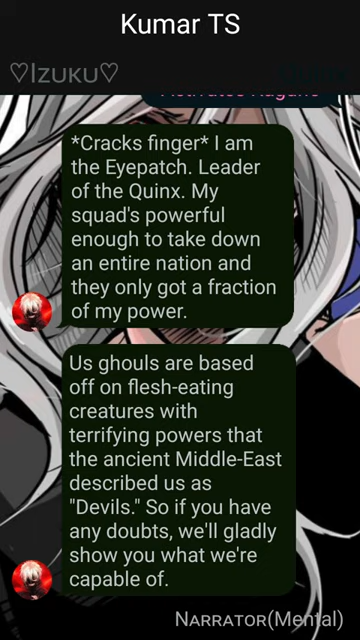 Kumar TS
♡Izuku♡
*Cracks finger* I am
the Eyepatch. Leader
of the Quinx. My
squad's powerful
enough to take down
an entire nation and
they only got a fraction
of my power.
Us ghouls are based
off on flesh-eating
creatures with
terrifying powers that
the ancient Middle-East
described us as
"Devils." So if you have
any doubts, we'll gladly
show you what we're
capable of.
Narrator(Mental)